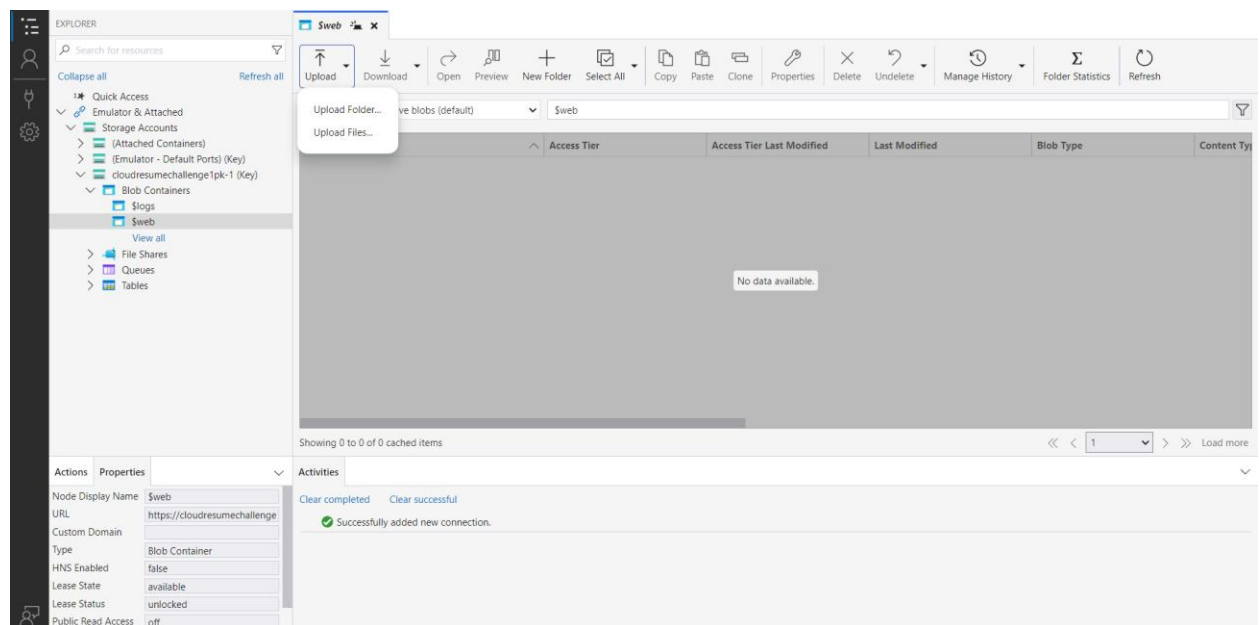 EXPLORER
Search for resources
Collapse all
Refresh all
Quick Access
Emulator & Attached
Storage Accounts
(Attached Containers)
(Emulator - Default Ports) (Key)
cloudresumechallenge1pk-1 (Key)
Blob Containers
$logs
$web
View all
File Shares
Queues
Tables
Actions Properties
Node Display Name $web
URL https://cloudresumechallenge
Custom Domain
Type Blob Container
HNS Enabled false
Lease State available
Lease Status unlocked
Public Read Access off
$web
Upload Download Open Preview New Folder Select All Copy Paste Clone Properties Delete Undelete Manage History Folder Statistics Refresh
Upload Folder...
Upload Files...
ve blobs (default) $web
Access Tier Access Tier Last Modified Last Modified Blob Type Content Typ
No data available.
Showing 0 to 0 of 0 cached items
1 Load more
Activities
Clear completed Clear successful
Successfully added new connection.